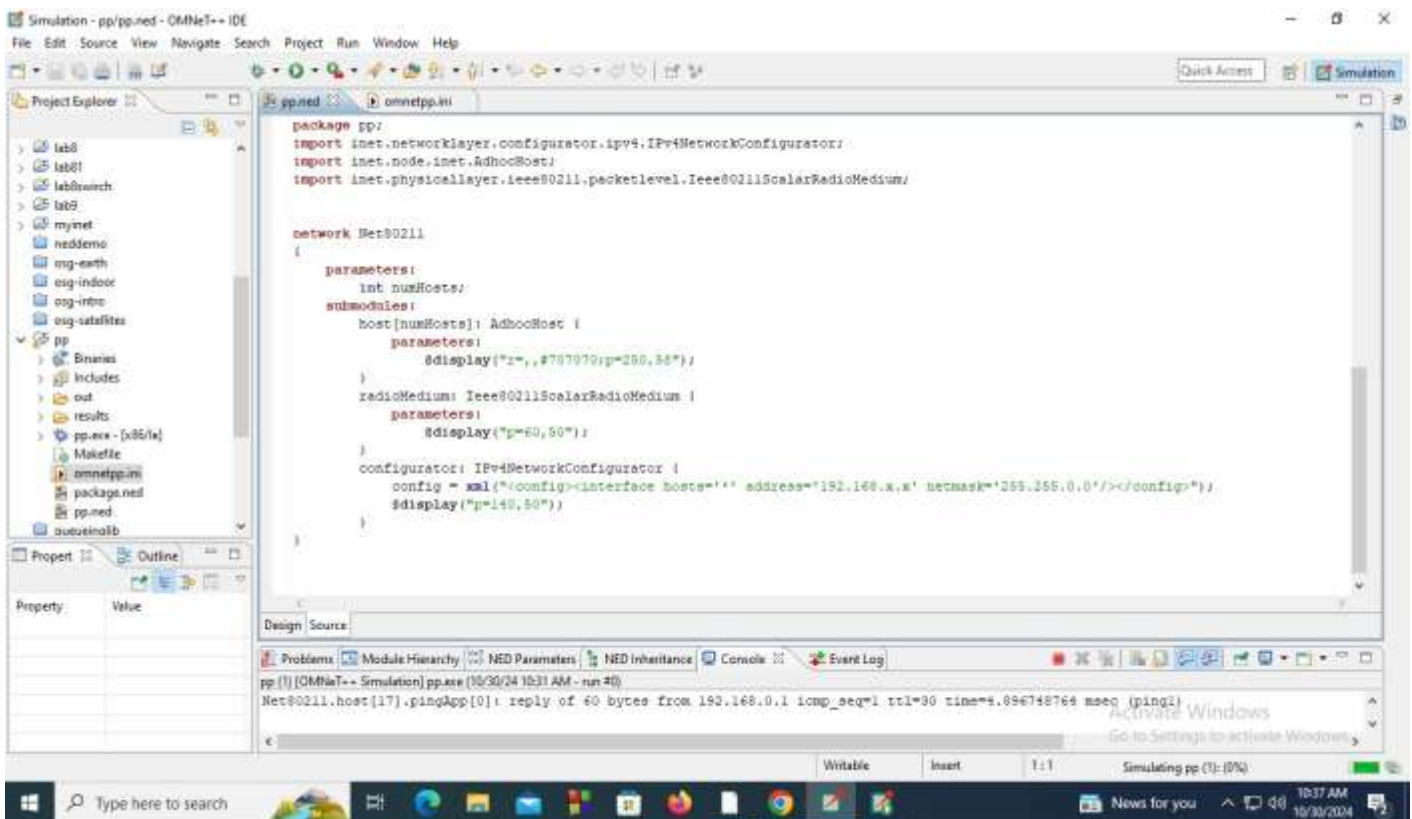 Simulation - pp/pp.ned - OMNeT++ IDE
File Edit Source View Navigate Search Project Run Window Help
Quick Access
Simulation
Project Explorer
pp.ned
omnetpp.ini
lab8
lab81
lab8swirch
lab9
myinet
neddemo
osg-earth
osg-indoor
osg-intro
osg-satellites
pp
Binaries
Includes
out
results
pp.exe - [x86/le]
Makefile
omnetpp.ini
package.ned
pp.ned
queueinglib
package pp;
import inet.networklayer.configurator.ipv4.IPv4NetworkConfigurator;
import inet.node.inet.AdhocHost;
import inet.physicallayer.ieee80211.packetlevel.Ieee80211ScalarRadioMedium;
network Net80211
{
parameters:
int numHosts;
submodules:
host[numHosts]: AdhocHost {
parameters:
@display("r=,,#707070;p=250,50");
}
radioMedium: Ieee80211ScalarRadioMedium {
parameters:
@display("p=60,50");
}
configurator: IPv4NetworkConfigurator {
config = xml("<config><interface hosts='*' address='192.168.x.x' netmask='255.255.0.0'/></config>");
@display("p=140,50");
}
}
Design Source
Propert Outline
Property Value
Problems Module Hierarchy NED Parameters NED Inheritance Console Event Log
pp (1) [OMNeT++ Simulation] pp.exe (10/30/24 10:31 AM - run #0)
Net80211.host[17].pingApp[0]: reply of 60 bytes from 192.168.0.1 icmp_seq=1 ttl=30 time=4.896748764 msec (ping1)
Activate Windows
Go to Settings to activate Windows.
Writable Insert 1:1 Simulating pp (1): (0%)
Type here to search
News for you
10:37 AM
10/30/2024